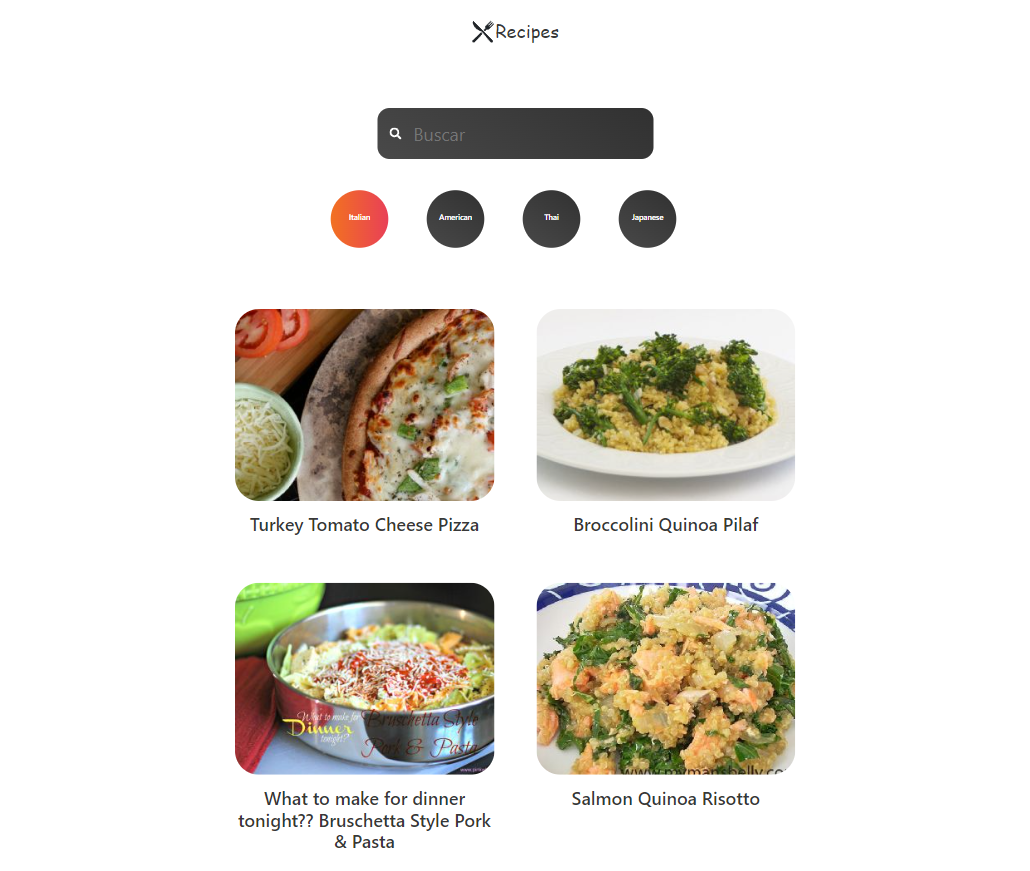 Recipes
Buscar
Italian
American
Thai
Japanese
Turkey Tomato Cheese Pizza
Broccolini Quinoa Pilaf
What to make for
Dinner
tonight?
Bruschetta Style
Pork & Pasta
What to make for dinner
tonight?? Bruschetta Style Pork
& Pasta
www.mymansbelly.co
Salmon Quinoa Risotto